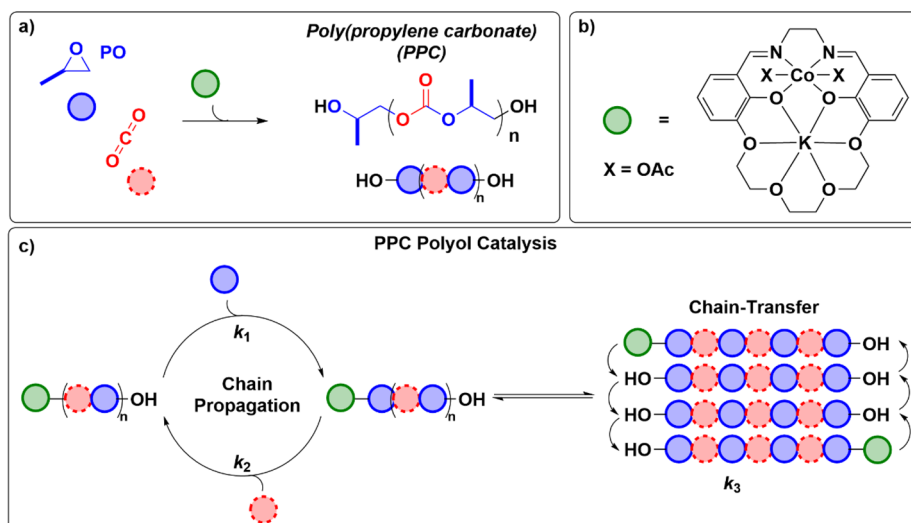 a)
PO
Poly(propylene carbonate)
(PPC)
O
O
C
O
HO
O
O
O
OH
n
HO
OH
n
b)
=
X = OAc
N
N
X
Co
X
O
O
O
K
O
O
O
c)
PPC Polyol Catalysis
k1
Chain
Propagation
k2
OH
n
OH
n
Chain-Transfer
OH
HO
OH
HO
OH
HO
k3